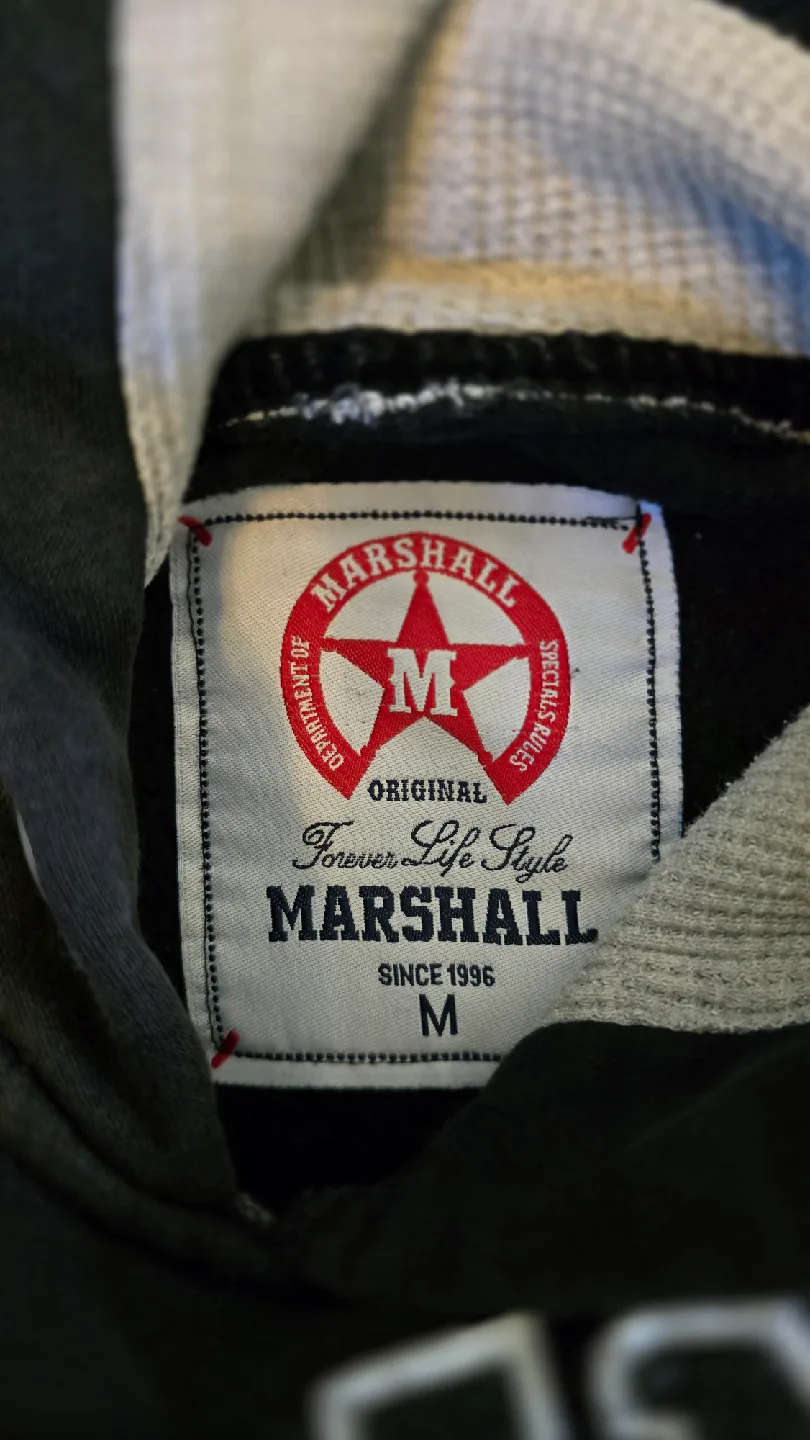 MARSHALL
DEPARTMENT OF
SPECIALS RULES
M
ORIGINAL
Forever Life Style
MARSHALL
SINCE 1996
M